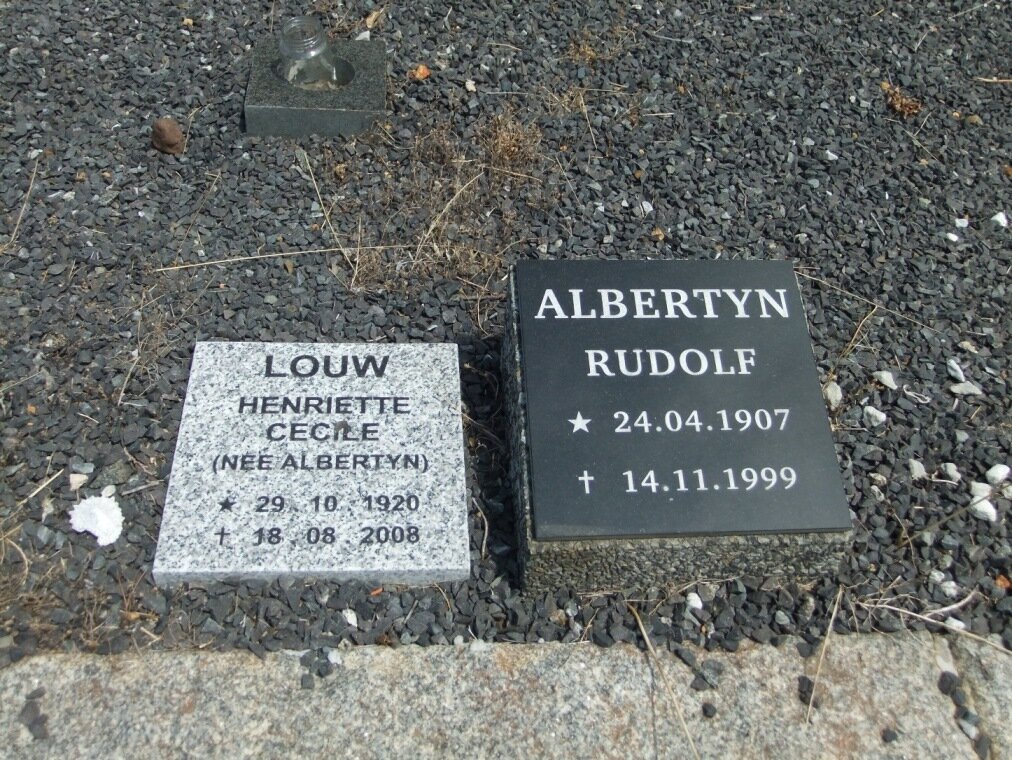 LOUW
HENRIETTE
CECILE
(NEE ALBERTYN)
★ 29 . 10 . 1920
† 18 . 08 . 2008
ALBERTYN
RUDOLF
★ 24.04.1907
† 14.11.1999